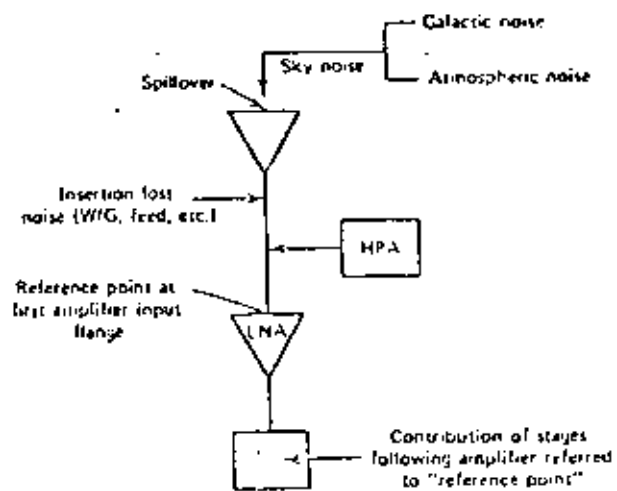 Galactic noise
Sky noise
Atmospheric noise
Spillover
Insertion loss
noise (W/G, feed, etc.)
HPA
Reference point at
first amplifier input
flange
LNA
Contribution of stages
following amplifier referred
to "reference point"